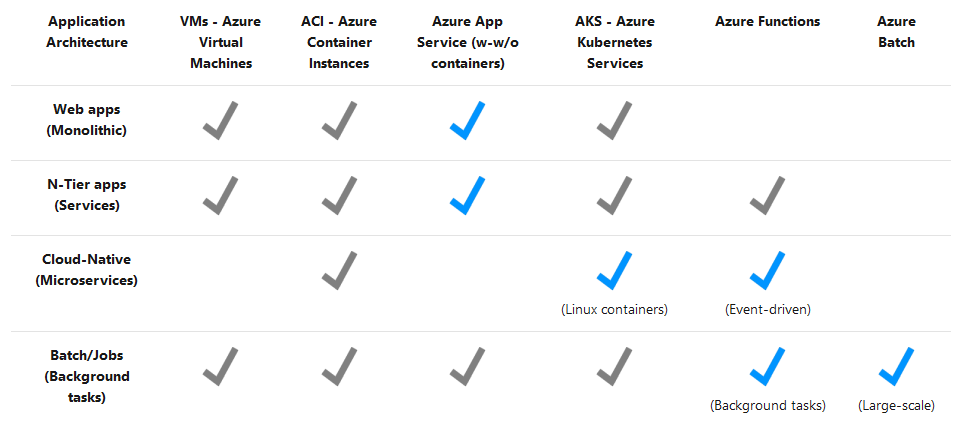 Application
Architecture
VMs - Azure
Virtual
Machines
ACI - Azure
Container
Instances
Azure App
Service (w-w/o
containers)
AKS - Azure
Kubernetes
Services
Azure Functions
Azure
Batch
Web apps
(Monolithic)
N-Tier apps
(Services)
Cloud-Native
(Microservices)
(Linux containers)
(Event-driven)
Batch/Jobs
(Background
tasks)
(Background tasks)
(Large-scale)